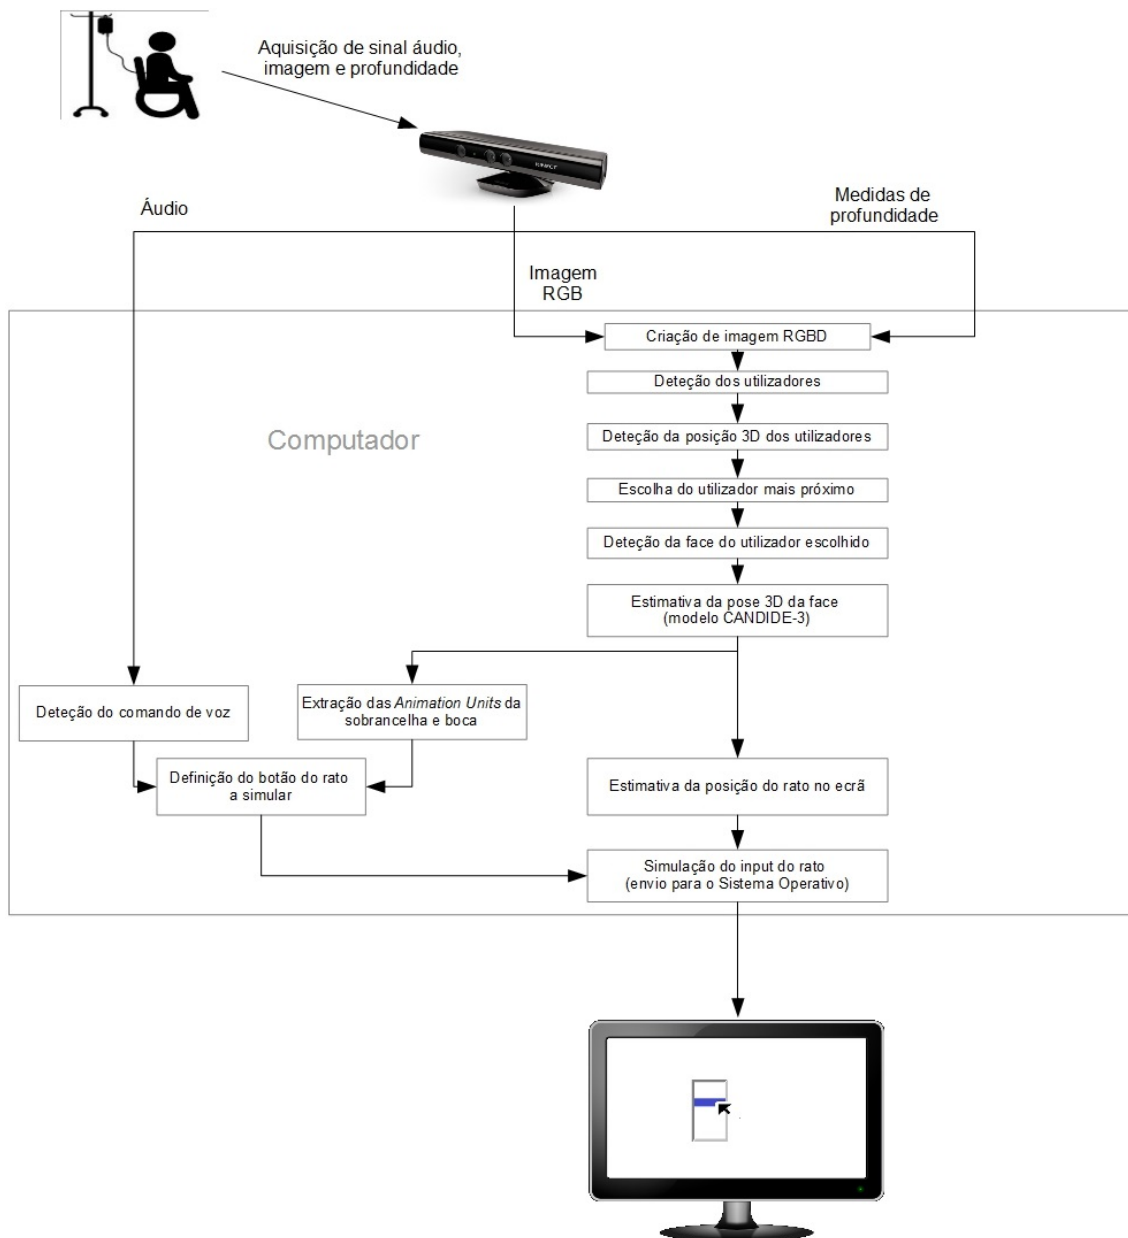 Aquisição de sinal áudio,
imagem e profundidade
KINECT
Áudio
Medidas de
profundidade
Imagem
RGB
Criação de imagem RGBD
Deteção dos utilizadores
Computador
Deteção da posição 3D dos utilizadores
Escolha do utilizador mais próximo
Deteção da face do utilizador escolhido
Estimativa da pose 3D da face
(modelo CANDIDE-3)
Deteção do comando de voz
Extração das Animation Units da
sobrancelha e boca
Definição do botão do rato
a simular
Estimativa da posição do rato no ecrã
Simulação do input do rato
(envio para o Sistema Operativo)